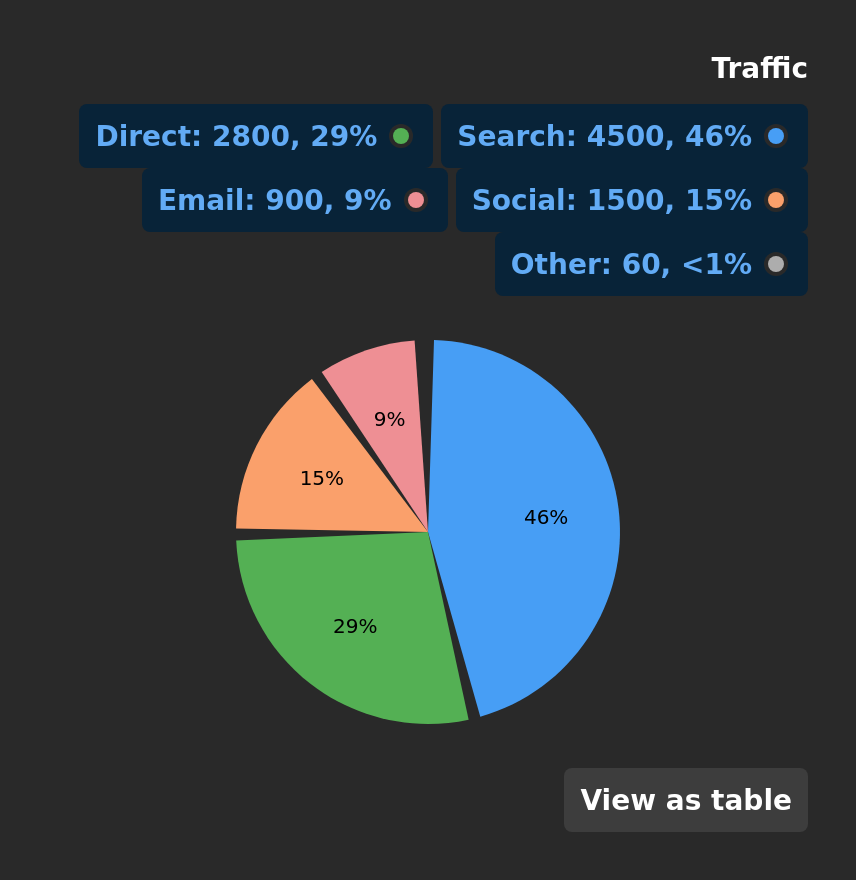 Traffic
Search: 4500, 46%
Direct: 2800, 29%
Social: 1500, 15%
Email: 900, 9%
Other: 60, <1%
9%
15%
46%
29%
View as table